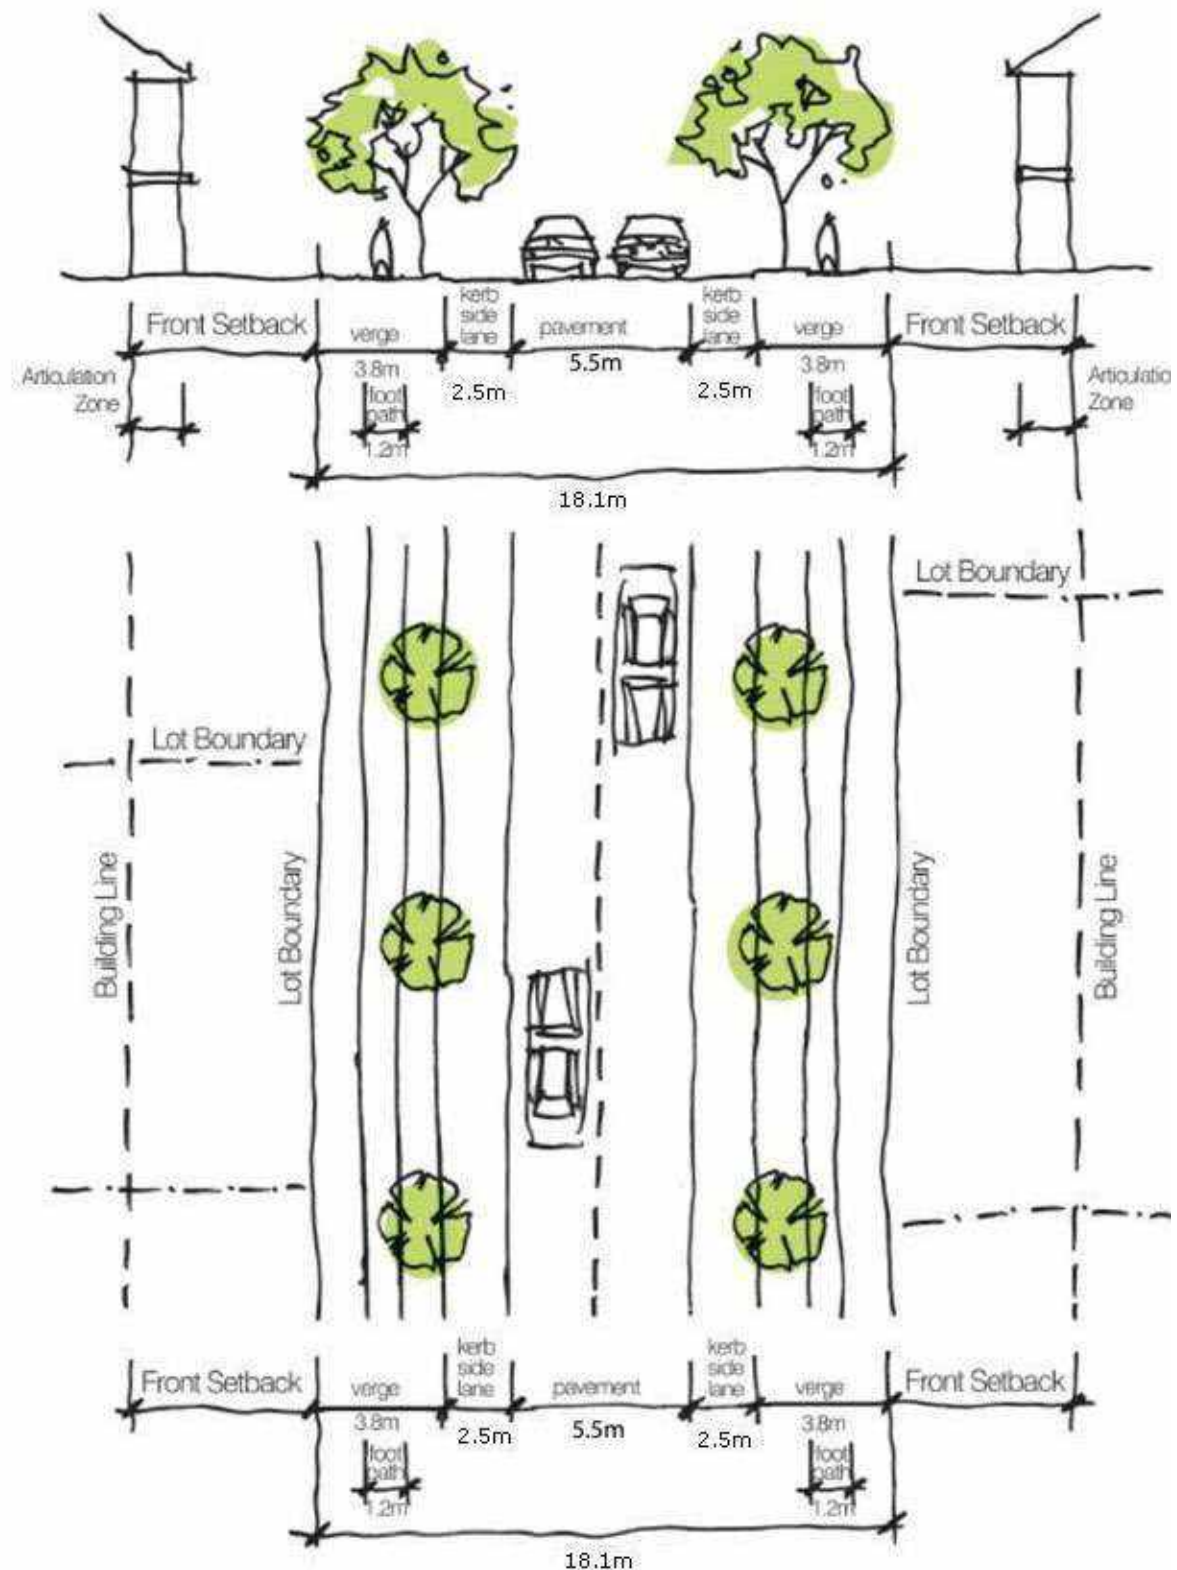 Front Setback
verge
kerb
side
lane
pavement
kerb
side
lane
verge
Front Setback
3.8m
5.5m
3.8m
Articulation
Zone
foot
path
2.5m
2.5m
foot
path
Articulatio
Zone
1.2m
1.2m
18.1m
Lot Boundary
Lot Boundary
Building Line
Lot Boundary
Lot Boundary
Building Line
Front Setback
verge
kerb
side
lane
pavement
kerb
side
lane
verge
Front Setback
3.8m
2.5m
5.5m
2.5m
3.8m
foot
path
foot
path
1.2m
1.2m
18.1m